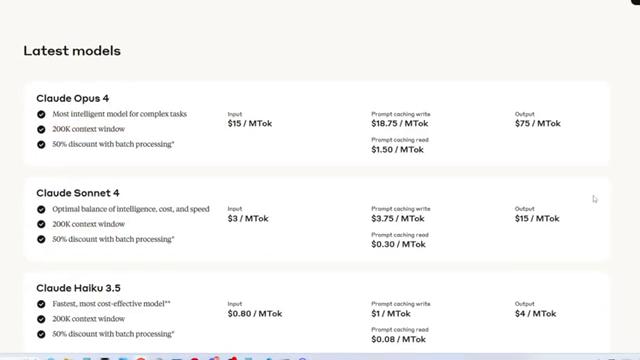 Latest models
Claude Opus 4
Most intelligent model for complex tasks
200K context window
50% discount with batch processing*
Input
$15 / MTok
Prompt caching write
$18.75 / MTok
Prompt caching read
$1.50 / MTok
Output
$75 / MTok
Claude Sonnet 4
Optimal balance of intelligence, cost, and speed
200K context window
50% discount with batch processing*
Input
$3 / MTok
Prompt caching write
$3.75 / MTok
Prompt caching read
$0.30 / MTok
Output
$15 / MTok
Claude Haiku 3.5
Fastest, most cost-effective model**
200K context window
50% discount with batch processing*
Input
$0.80 / MTok
Prompt caching write
$1 / MTok
Prompt caching read
$0.08 / MTok
Output
$4 / MTok